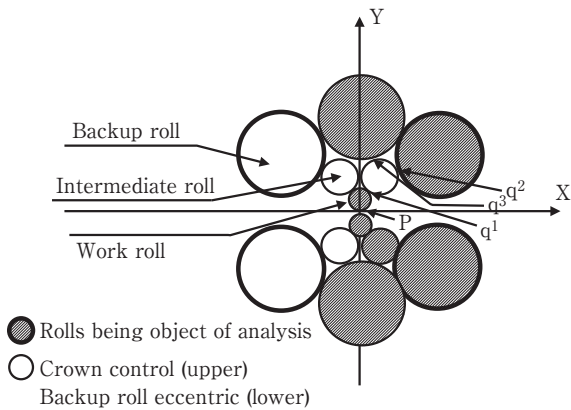 Y
Backup roll
Intermediate roll
q²
q³
X
P
q¹
Work roll
Rolls being object of analysis
Crown control (upper)
Backup roll eccentric (lower)